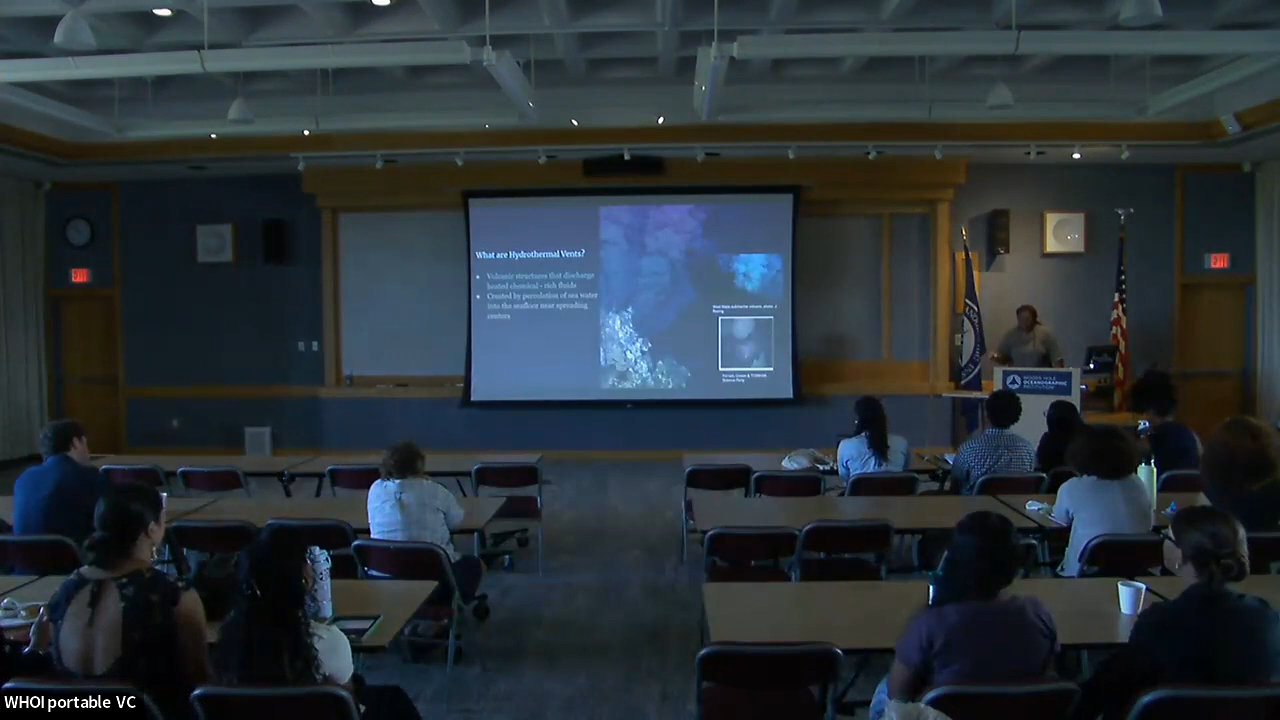 EXIT
EXIT
What are Hydrothermal Vents?
Volcanic structures that discharge
heated chemical - rich fluids
Created by percolation of sea water
into the seafloor near spreading
centers
WOODS HOLE
OCEANOGRAPHIC
INSTITUTION
WHOI portable VC